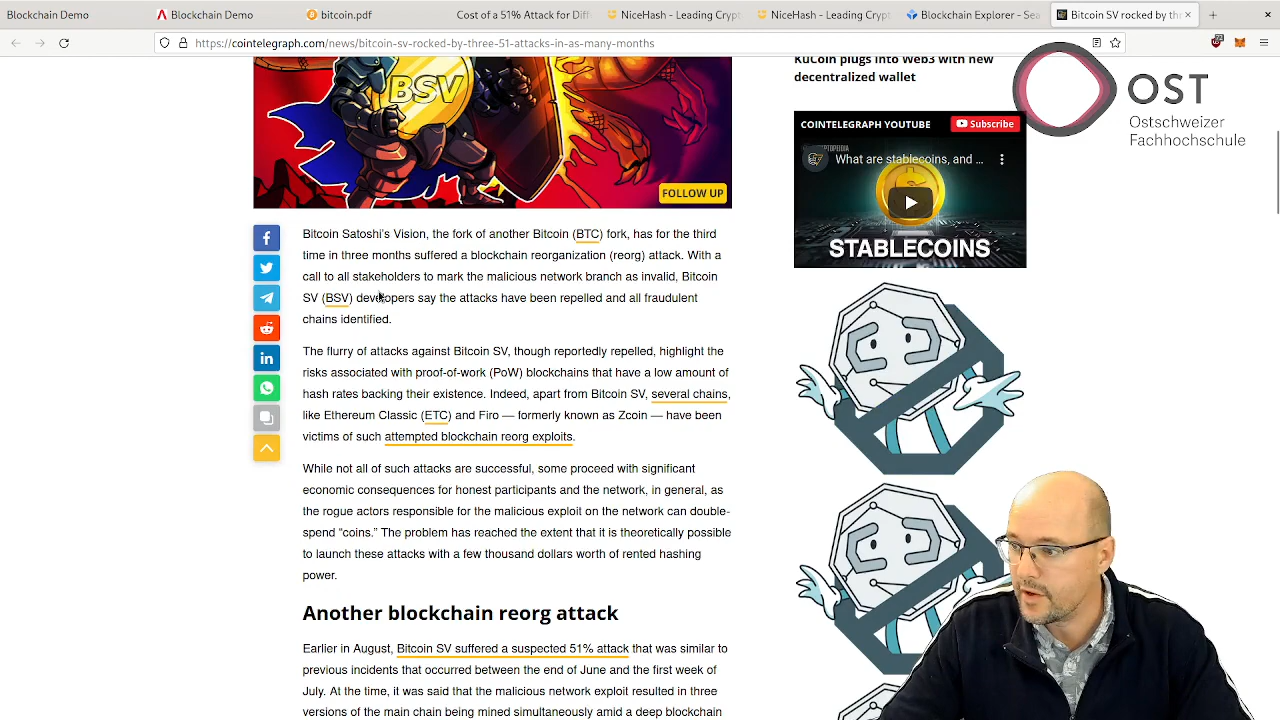 Blockchain Demo
Blockchain Demo
bitcoin.pdf
Cost of a 51% Attack for Diff
NiceHash - Leading Crypt
NiceHash - Leading Crypt
Blockchain Explorer - Sea
Bitcoin SV rocked by thr
https://cointelegraph.com/news/bitcoin-sv-rocked-by-three-51-attacks-in-as-many-months
BSV
FOLLOW UP
Bitcoin Satoshi's Vision, the fork of another Bitcoin (BTC) fork, has for the third
time in three months suffered a blockchain reorganization (reorg) attack. With a
call to all stakeholders to mark the malicious network branch as invalid, Bitcoin
SV (BSV) developers say the attacks have been repelled and all fraudulent
chains identified.
The flurry of attacks against Bitcoin SV, though reportedly repelled, highlight the
risks associated with proof-of-work (PoW) blockchains that have a low amount of
hash rates backing their existence. Indeed, apart from Bitcoin SV, several chains,
like Ethereum Classic (ETC) and Firo — formerly known as Zcoin — have been
victims of such attempted blockchain reorg exploits.
While not all of such attacks are successful, some proceed with significant
economic consequences for honest participants and the network, in general, as
the rogue actors responsible for the malicious exploit on the network can double-
spend “coins.” The problem has reached the extent that it is theoretically possible
to launch these attacks with a few thousand dollars worth of rented hashing
power.
Another blockchain reorg attack
Earlier in August, Bitcoin SV suffered a suspected 51% attack that was similar to
previous incidents that occurred between the end of June and the first week of
July. At the time, it was said that the malicious network exploit resulted in three
versions of the main chain being mined simultaneously amid a deep blockchain
KuCoin plugs into Web3 with new
decentralized wallet
COINTELEGRAPH YOUTUBE
Subscribe
What are stablecoins, and ...
STABLECOINS
OST
Ostschweizer
Fachhochschule